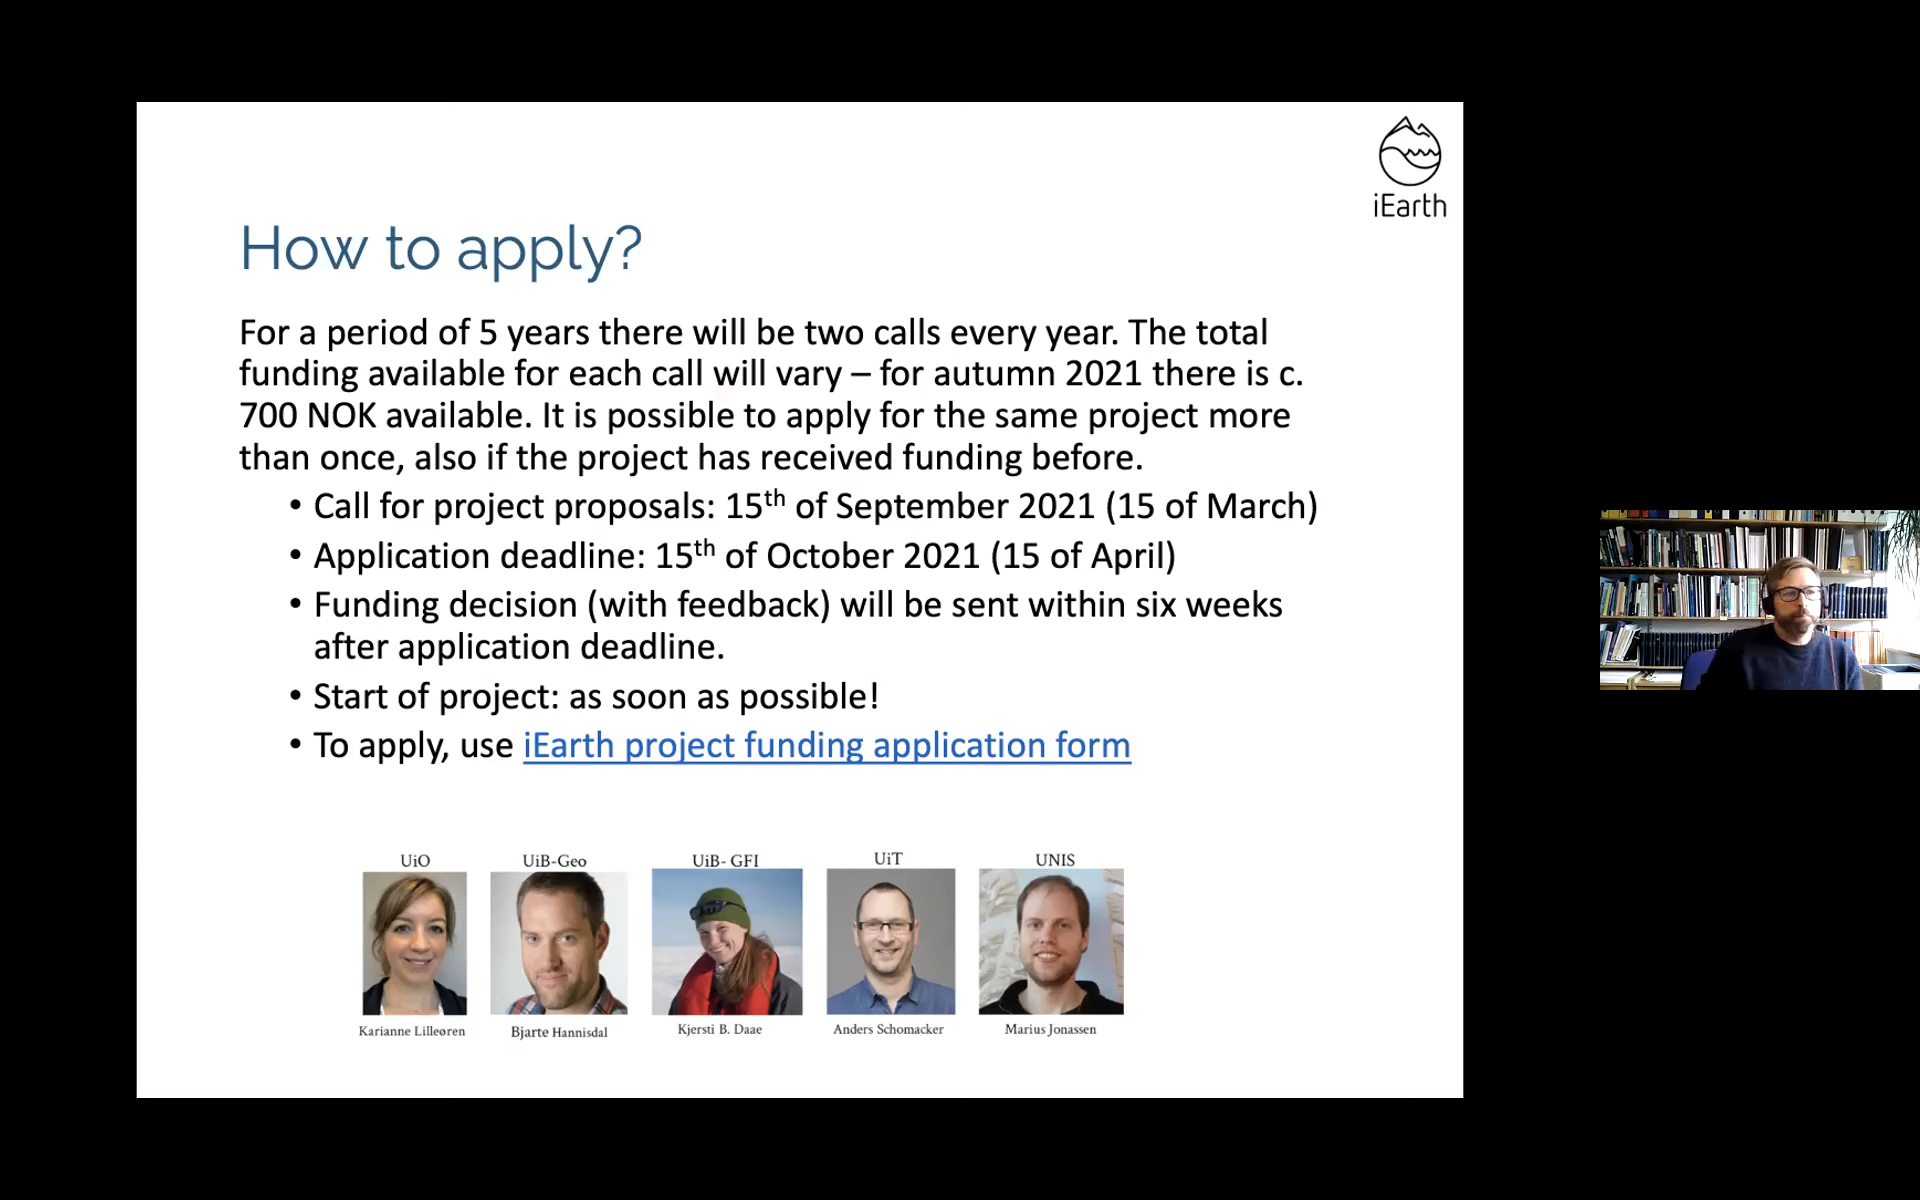 iEarth
How to apply?
For a period of 5 years there will be two calls every year. The total
funding available for each call will vary – for autumn 2021 there is c.
700 NOK available. It is possible to apply for the same project more
than once, also if the project has received funding before.
• Call for project proposals: 15th of September 2021 (15 of March)
• Application deadline: 15th of October 2021 (15 of April)
• Funding decision (with feedback) will be sent within six weeks
after application deadline.
• Start of project: as soon as possible!
• To apply, use iEarth project funding application form
UiO UiB-Geo UiB- GFI UiT UNIS
Karianne Lilleøren Bjarte Hannisdal Kjersti B. Daae Anders Schomacker Marius Jonassen